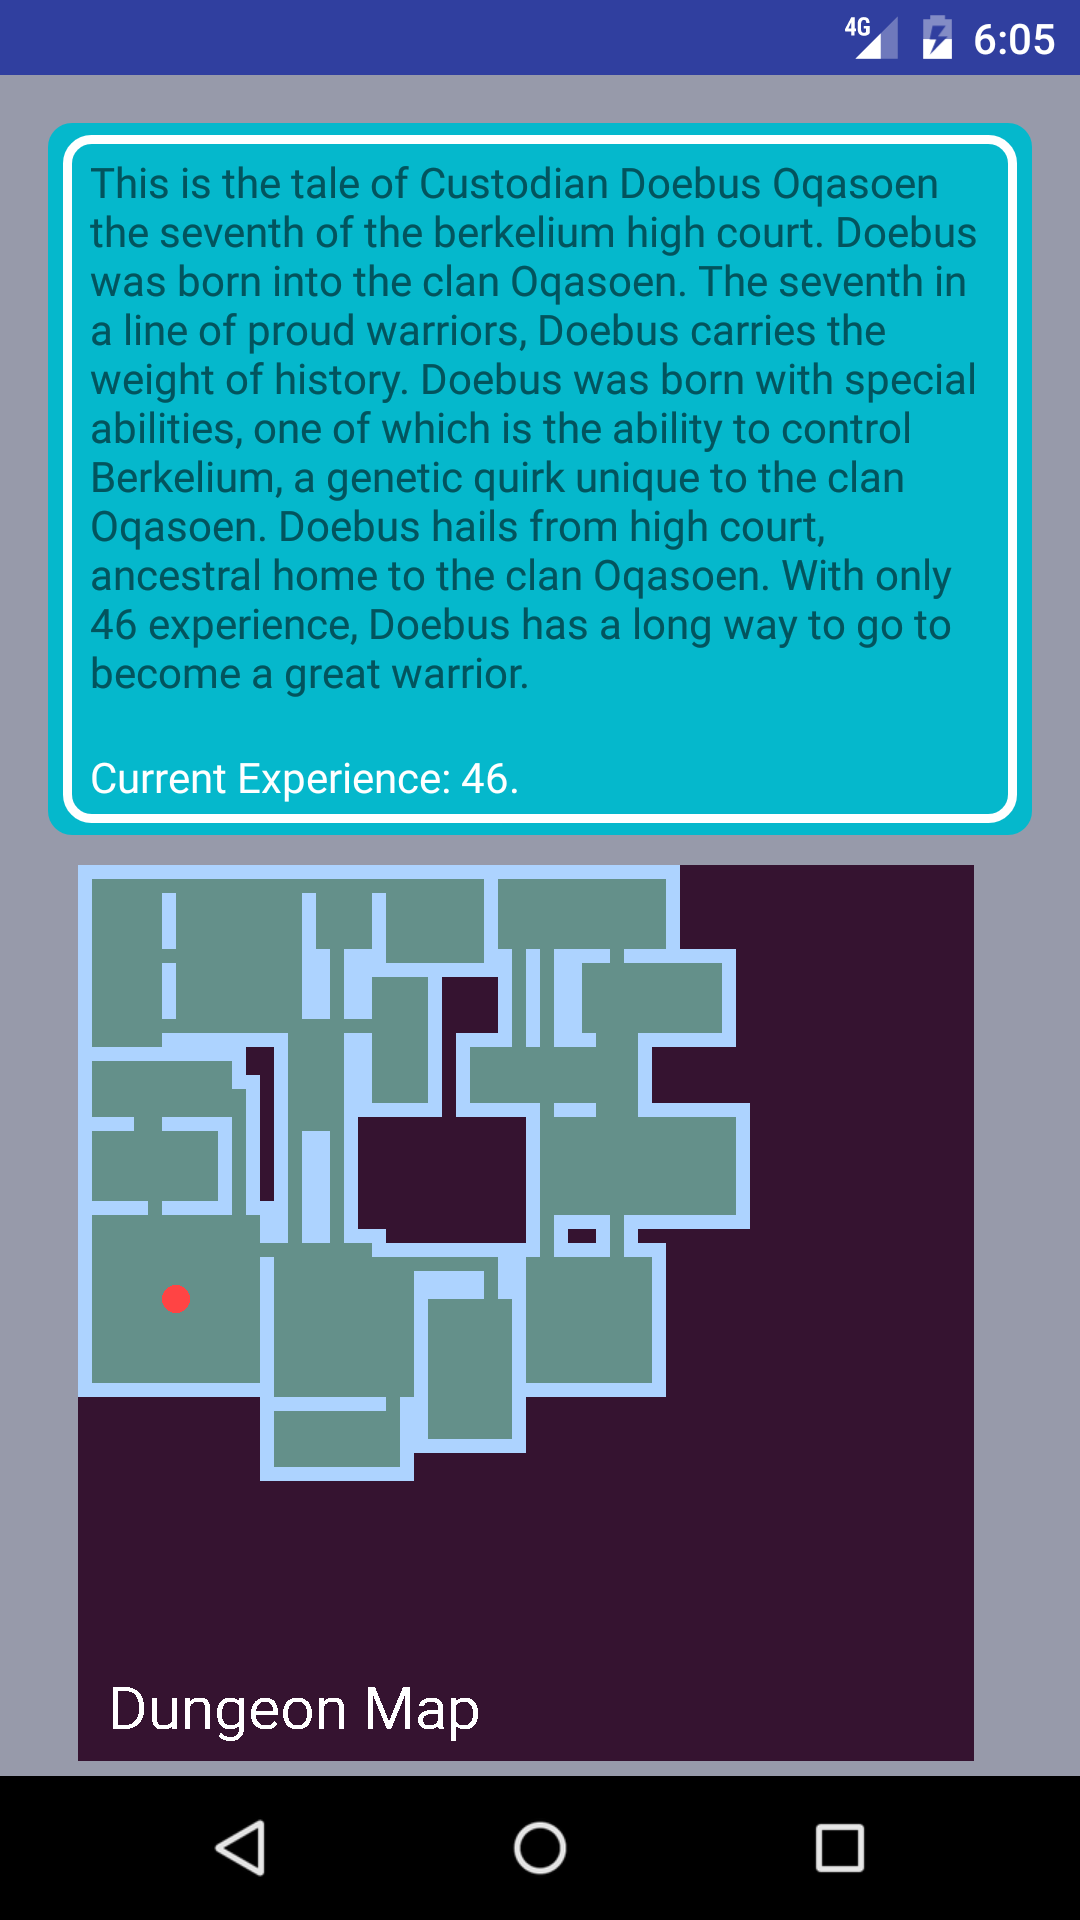 4G 6:05
This is the tale of Custodian Doebus Oqasoen
the seventh of the berkelium high court. Doebus
was born into the clan Oqasoen. The seventh in
a line of proud warriors, Doebus carries the
weight of history. Doebus was born with special
abilities, one of which is the ability to control
Berkelium, a genetic quirk unique to the clan
Oqasoen. Doebus hails from high court,
ancestral home to the clan Oqasoen. With only
46 experience, Doebus has a long way to go to
become a great warrior.
Current Experience: 46.
Dungeon Map